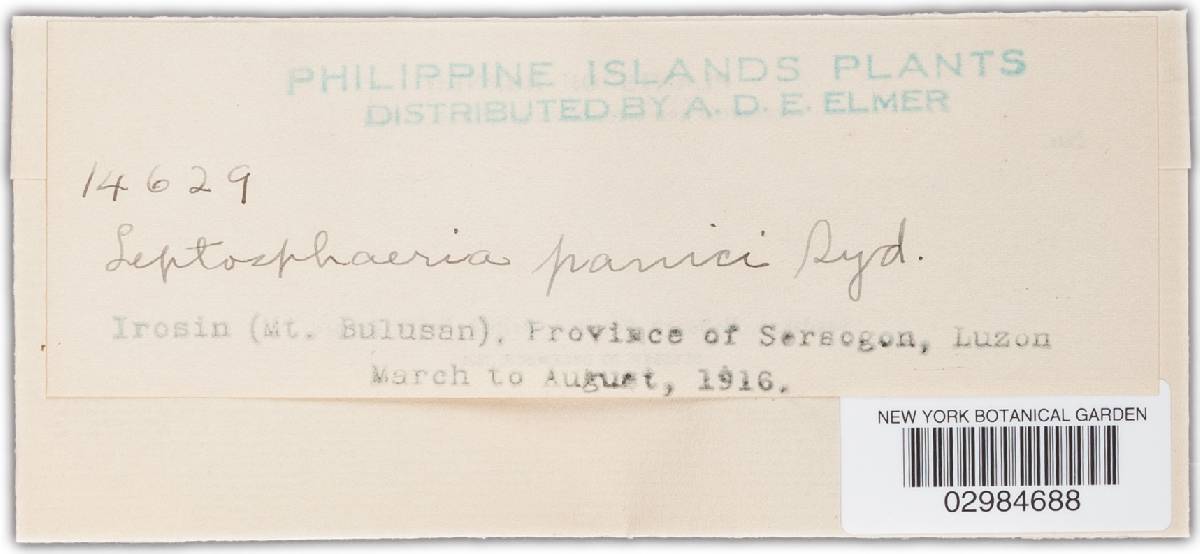 PHILIPPINE ISLANDS PLANTS
DISTRIBUTED BY A. D. E. ELMER
14629
Leptosphaeria panici Syd.
Irosin (Mt. Bulusan), Province of Sorsogon, Luzon
March to August, 1916.
NEW YORK BOTANICAL GARDEN
02984688